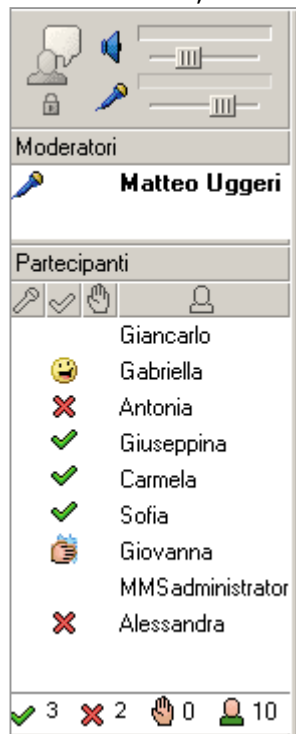 Moderatori
Matteo Uggeri
Partecipanti
Giancarlo
Gabriella
Antonia
Giuseppina
Carmela
Sofia
Giovanna
MMSadministrator
Alessandra
3 2 0 10